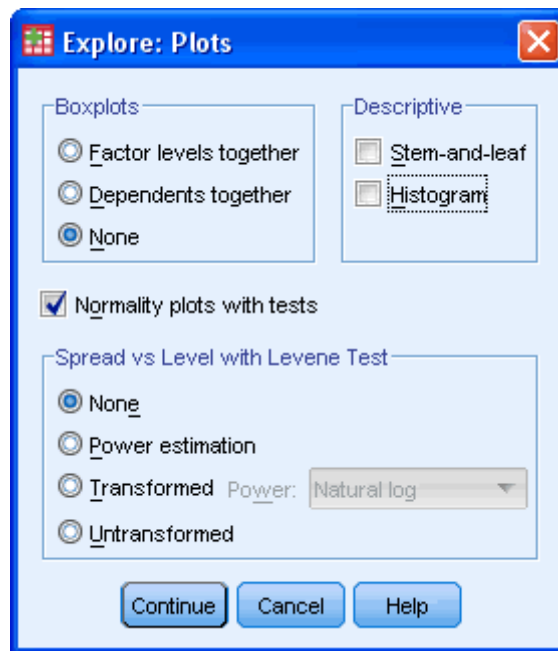 Explore: Plots
Boxplots
Factor levels together
Dependents together
None
Descriptive
Stem-and-leaf
Histogram
Normality plots with tests
Spread vs Level with Levene Test
None
Power estimation
Transformed Power: Natural log
Untransformed
Continue Cancel Help